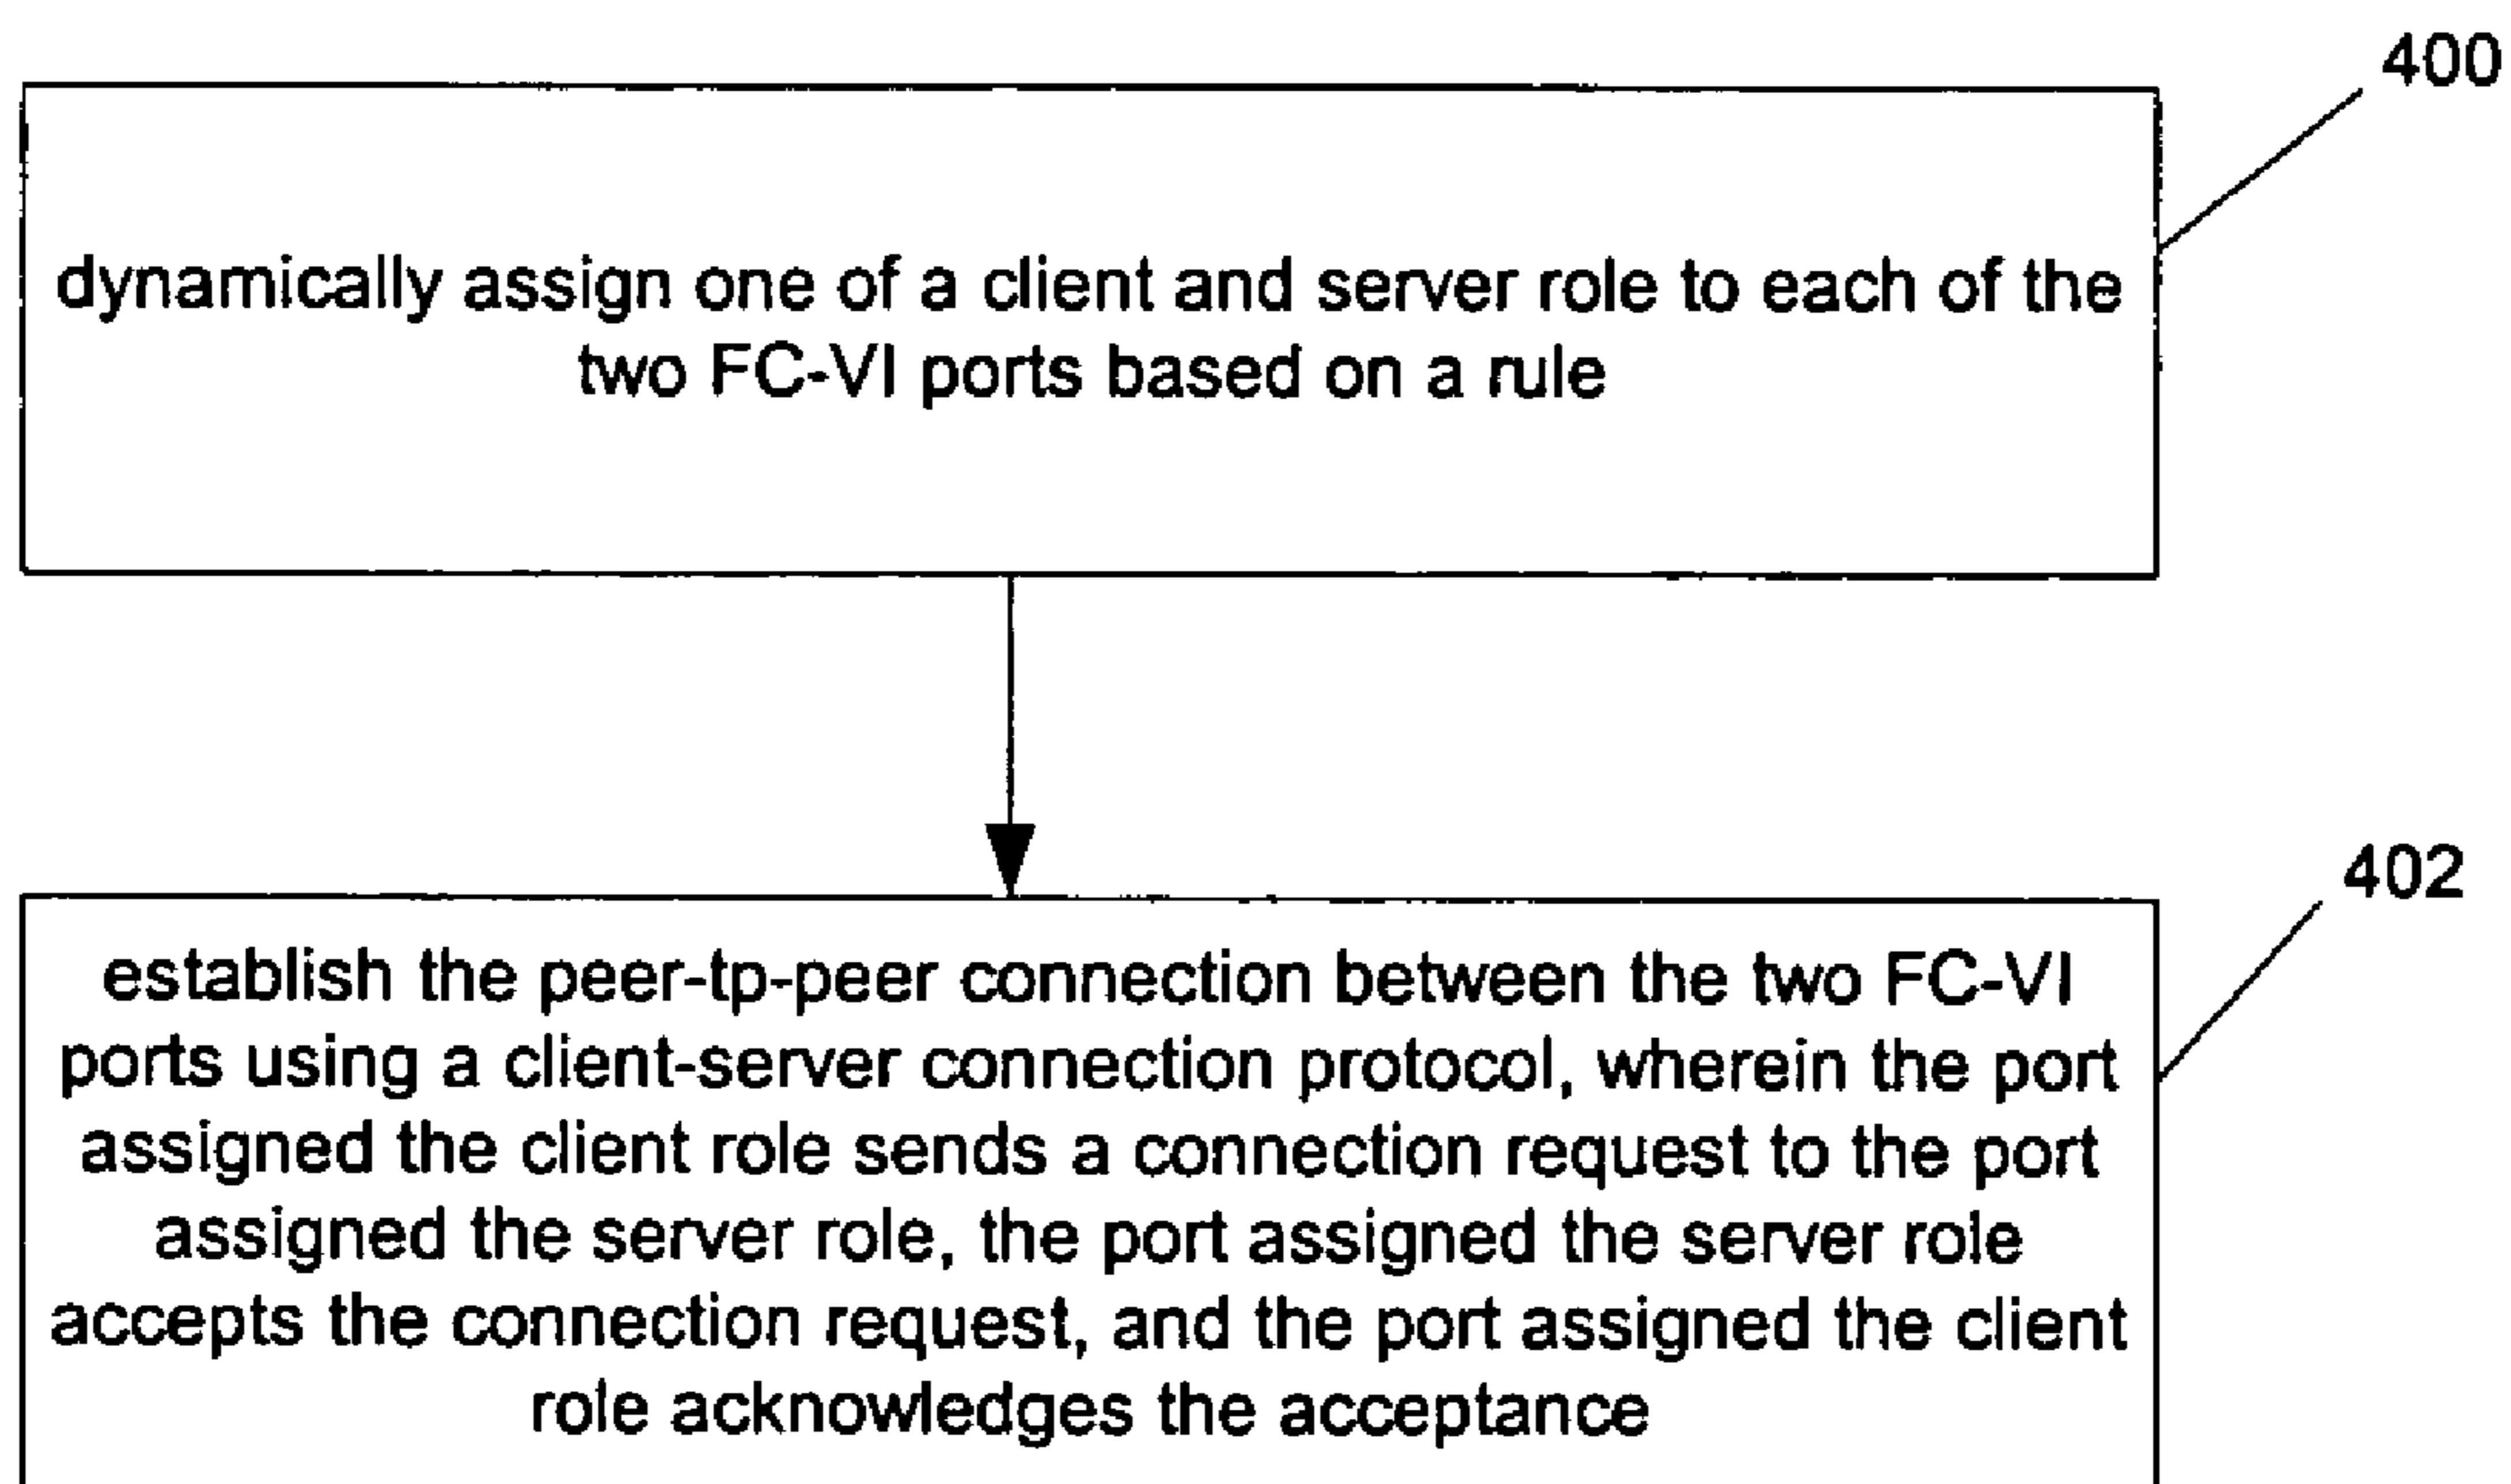 400
dynamically assign one of a client and server role to each of the
two FC-VI ports based on a rule
402
establish the peer-tp-peer connection between the two FC-VI
ports using a client-server connection protocol, wherein the port
assigned the client role sends a connection request to the port
assigned the server role, the port assigned the server role
accepts the connection request, and the port assigned the client
role acknowledges the acceptance